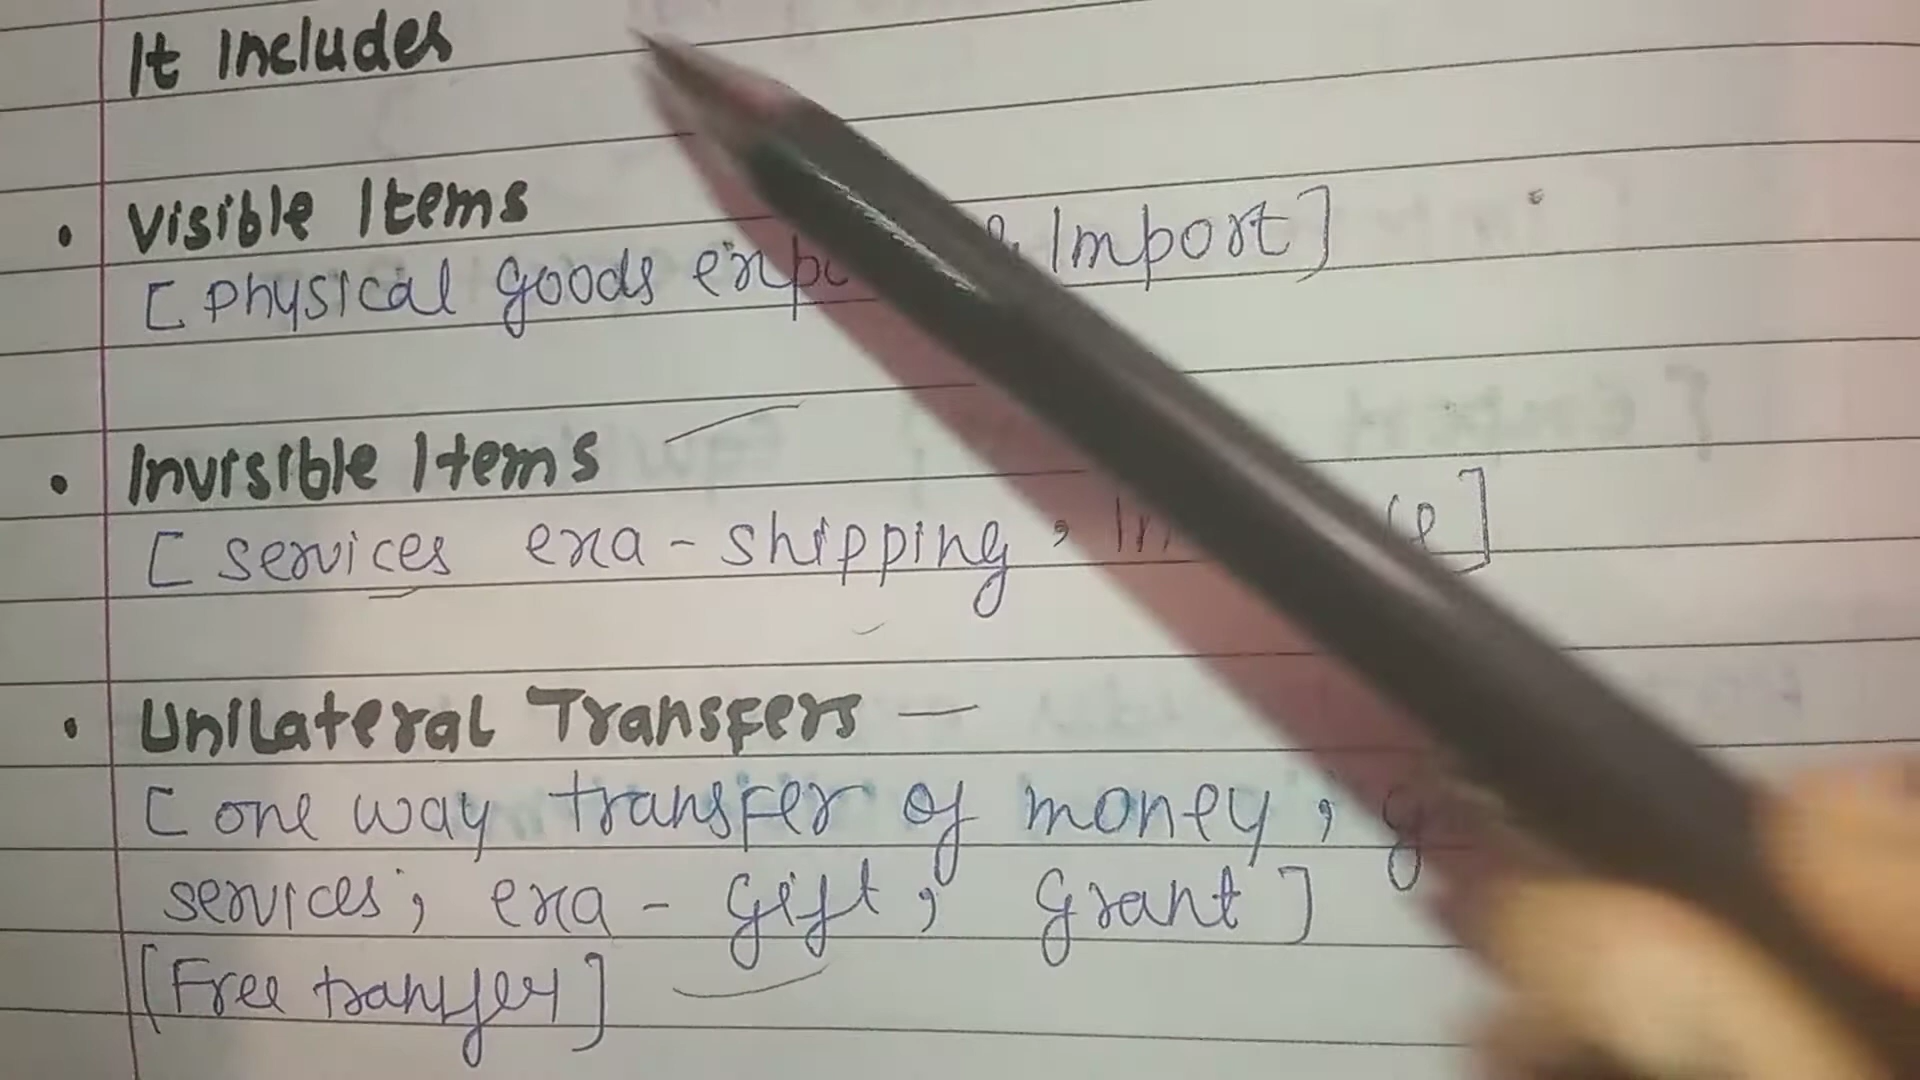 It Includes
• Visible Items
[ Physical goods & Import ]
• Invisible Items
[ services exa - shipping ,
• Unilateral Transfers —
[ one way transfer of money ,
services, exa - Gift, Grant ]
[ Free transfer ]